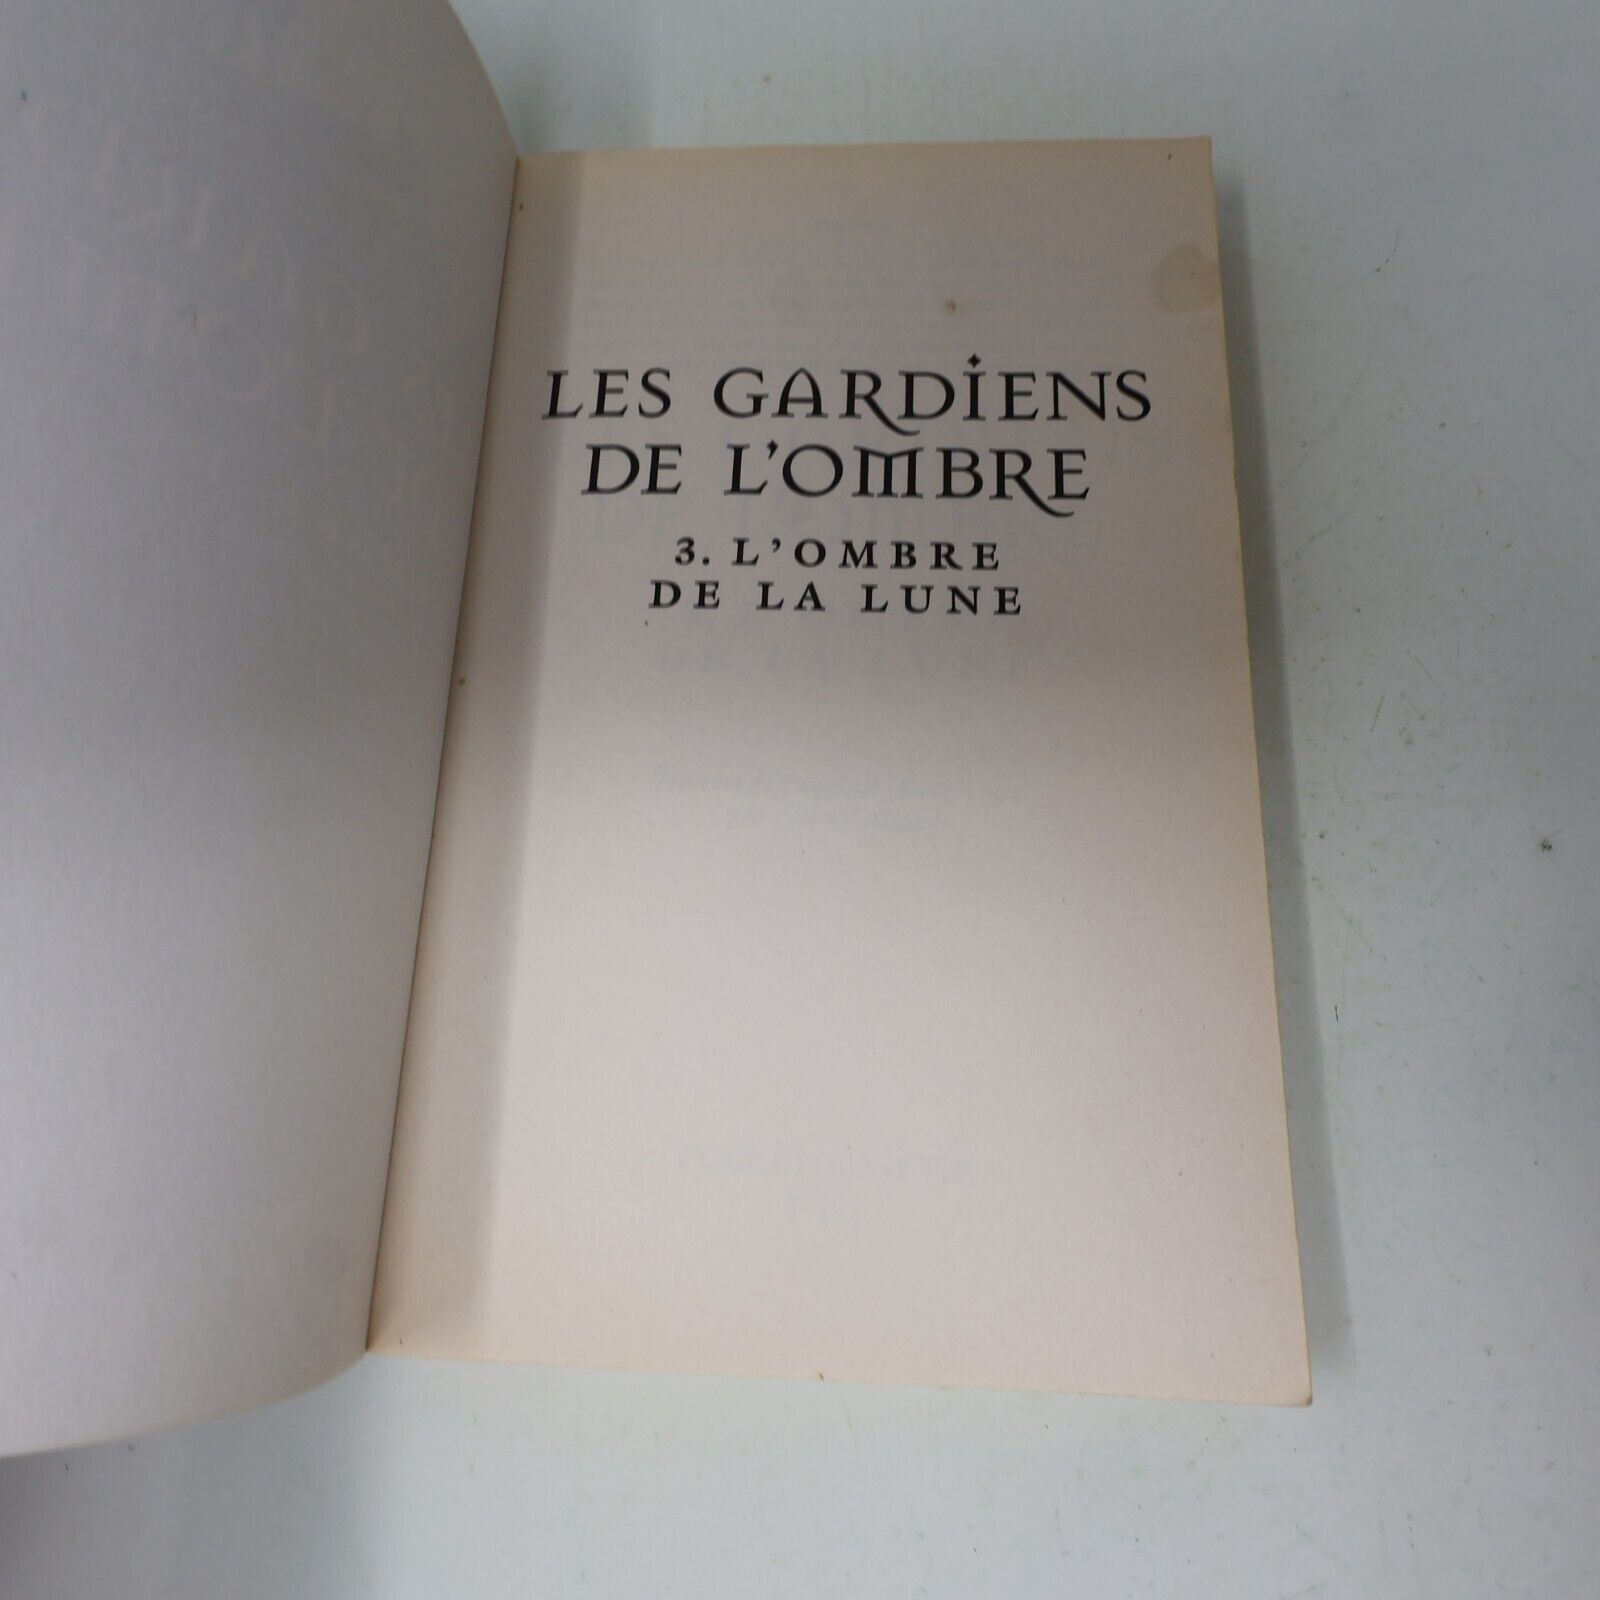 LES GARDIENS
DE L'OMBRE
3. L'OMBRE
DE LA LUNE